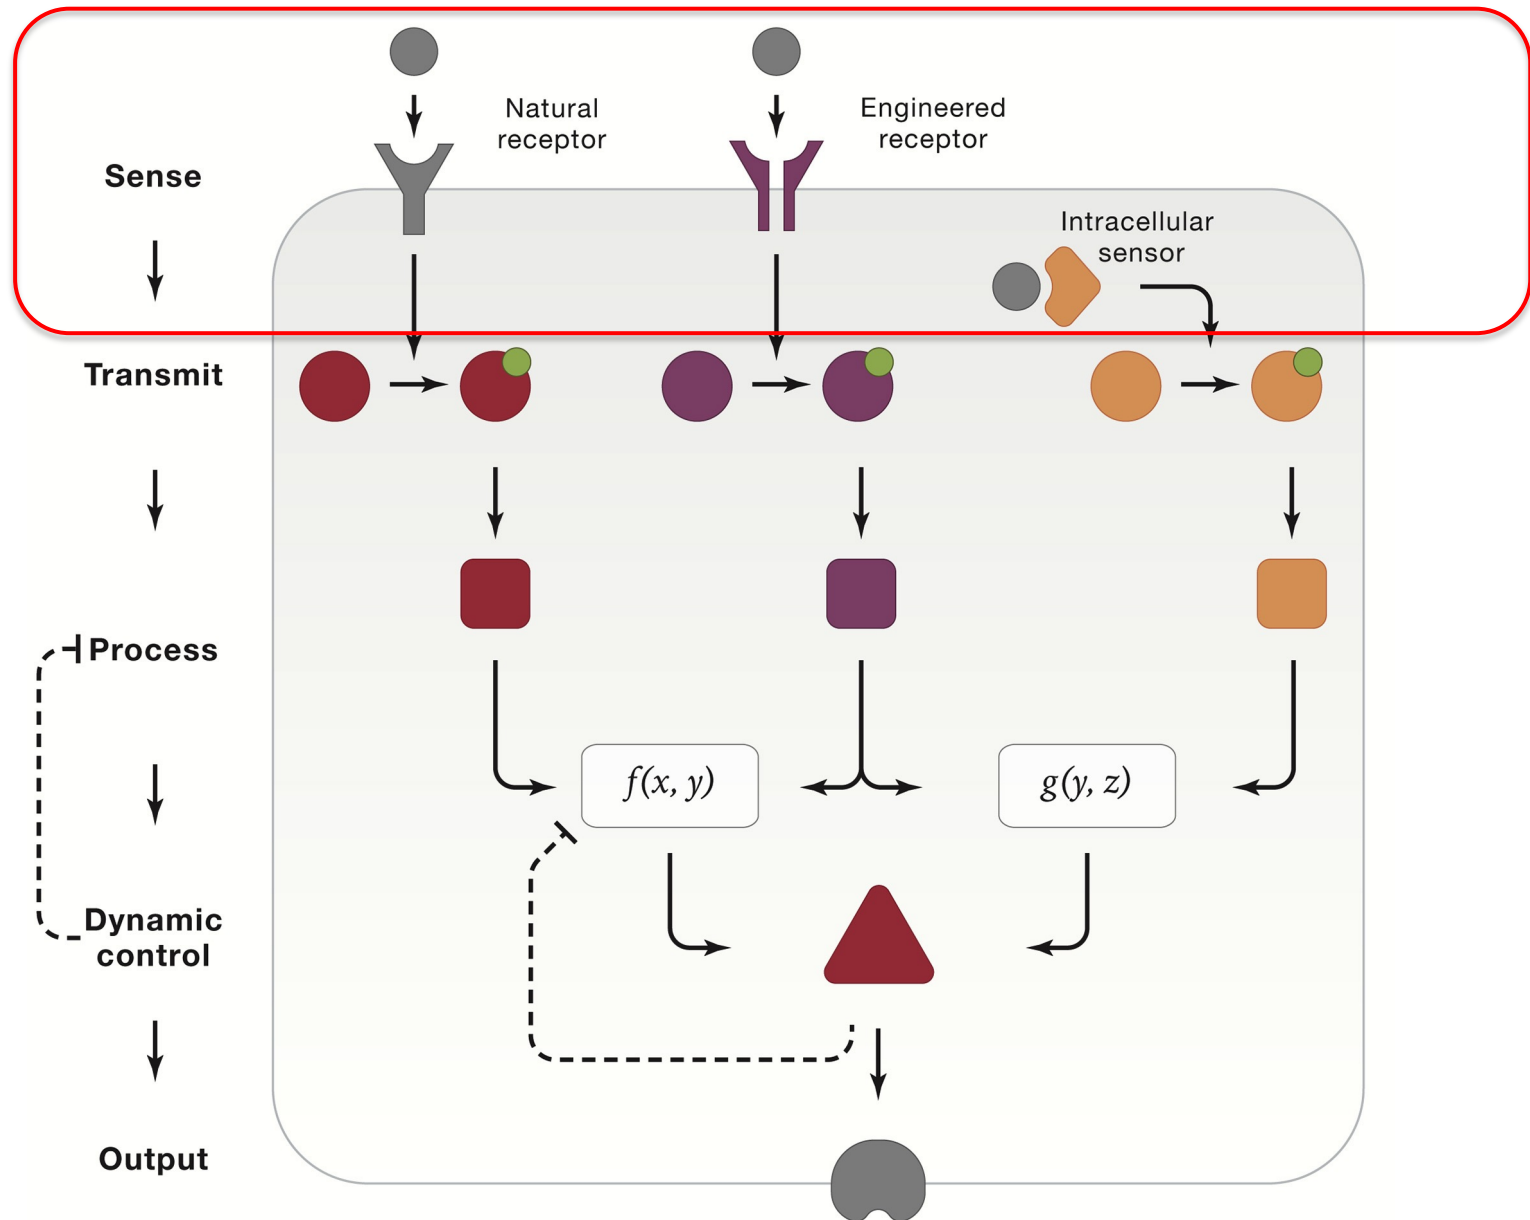 Natural
receptor
Engineered
receptor
Sense
Intracellular
sensor
Transmit
Process
f(x, y)
g(y, z)
Dynamic
control
Output